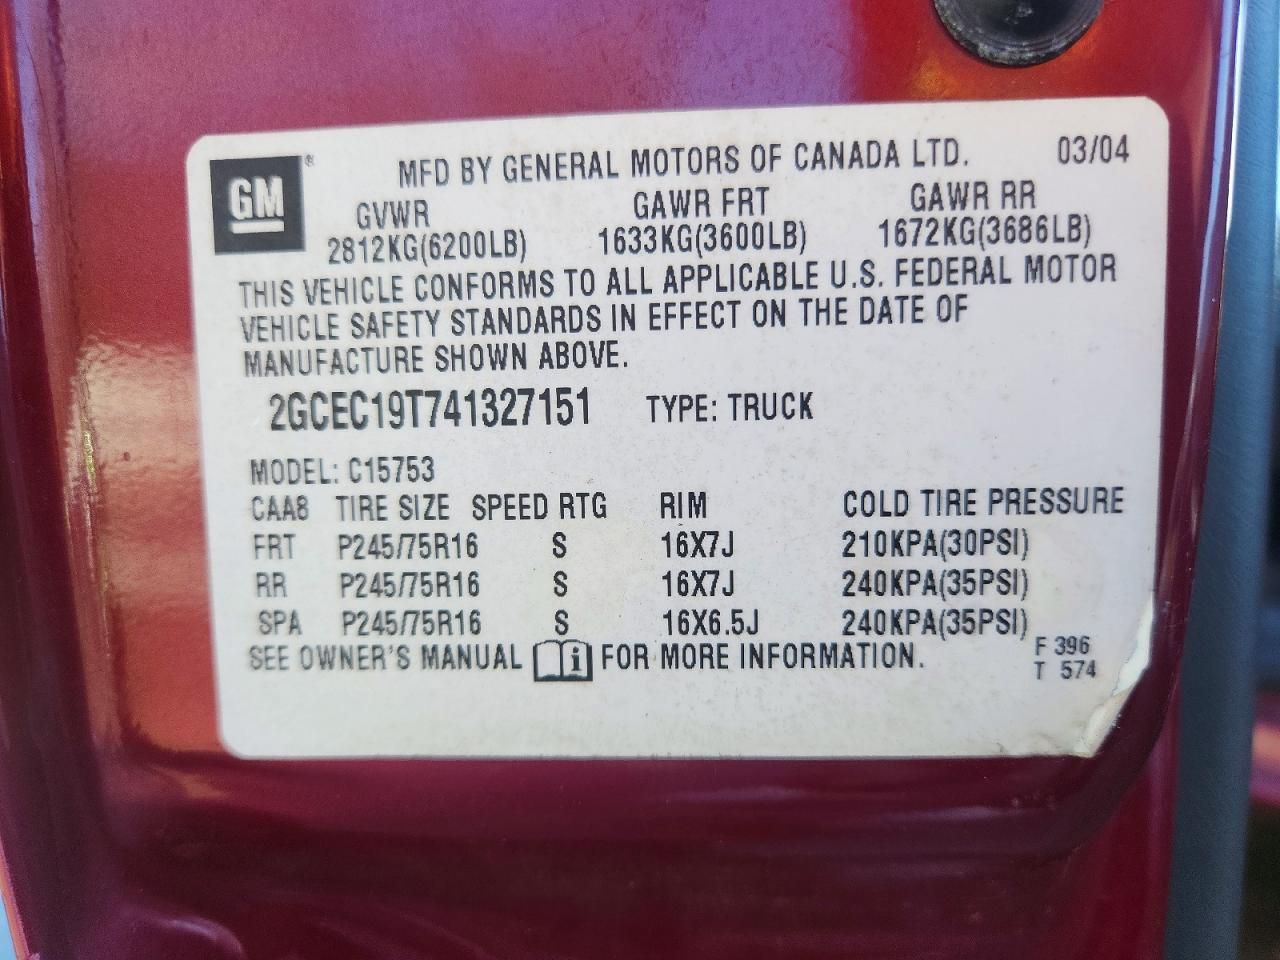 GM® MFD BY GENERAL MOTORS OF CANADA LTD. 03/04
GVWR GAWR FRT GAWR RR
2812KG(6200LB) 1633KG(3600LB) 1672KG(3686LB)
THIS VEHICLE CONFORMS TO ALL APPLICABLE U.S. FEDERAL MOTOR
VEHICLE SAFETY STANDARDS IN EFFECT ON THE DATE OF
MANUFACTURE SHOWN ABOVE.
2GCEC19T741327151 TYPE: TRUCK
MODEL: C15753
CAA8 TIRE SIZE SPEED RTG RIM COLD TIRE PRESSURE
FRT P245/75R16 S 16X7J 210KPA(30PSI)
RR P245/75R16 S 16X7J 240KPA(35PSI)
SPA P245/75R16 S 16X6.5J 240KPA(35PSI)
SEE OWNER'S MANUAL i FOR MORE INFORMATION.
F 396
T 574